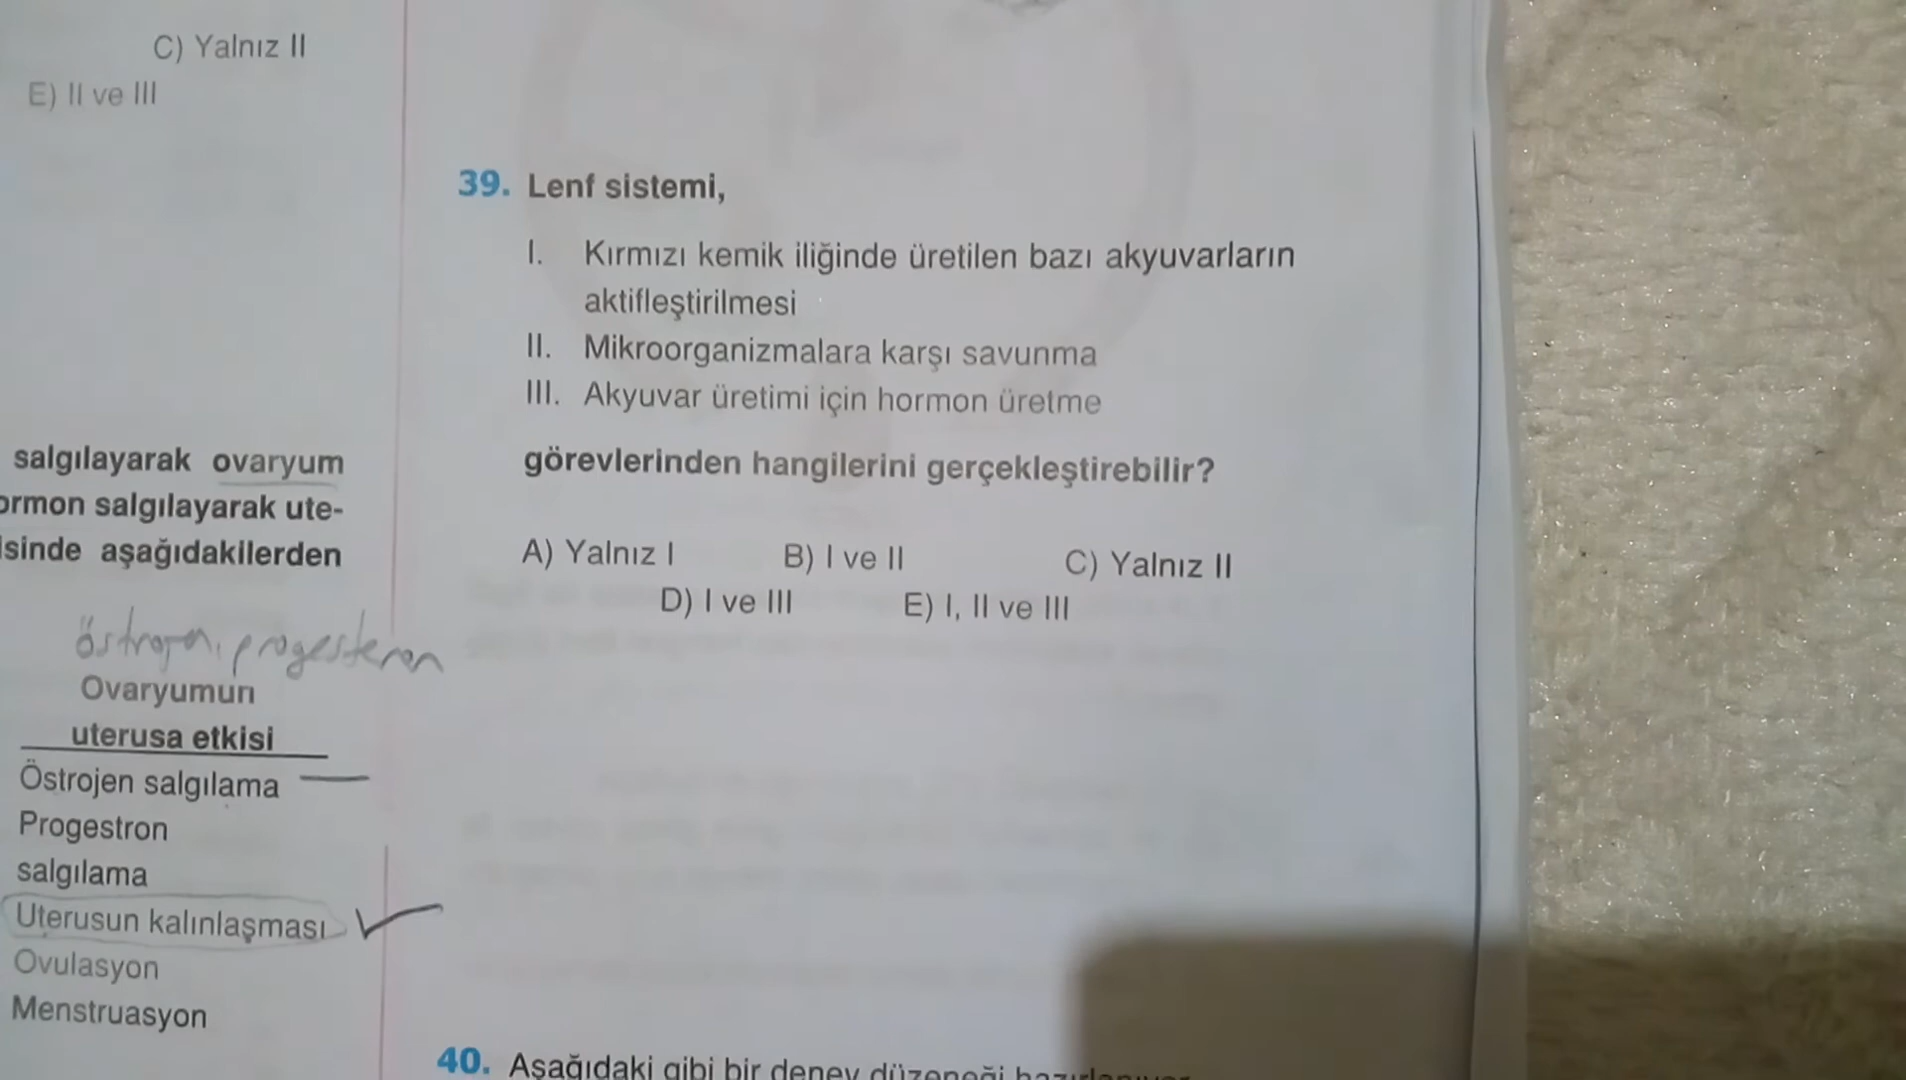 C) Yalnız II
E) II ve III
salgılayarak ovaryum
ormon salgılayarak ute-
isinde aşağıdakilerden
östrojen, progesteron
Ovaryumun
uterusa etkisi
Östrojen salgılama
Progestron
salgılama
Uterusun kalınlaşması
Ovulasyon
Menstruasyon
39. Lenf sistemi,
I. Kırmızı kemik iliğinde üretilen bazı akyuvarların
aktifleştirilmesi
II. Mikroorganizmalara karşı savunma
III. Akyuvar üretimi için hormon üretme
görevlerinden hangilerini gerçekleştirebilir?
A) Yalnız I B) I ve II C) Yalnız II
D) I ve III E) I, II ve III
40. Aşağıdaki gibi bir deney düzeneği hazırlanıyor